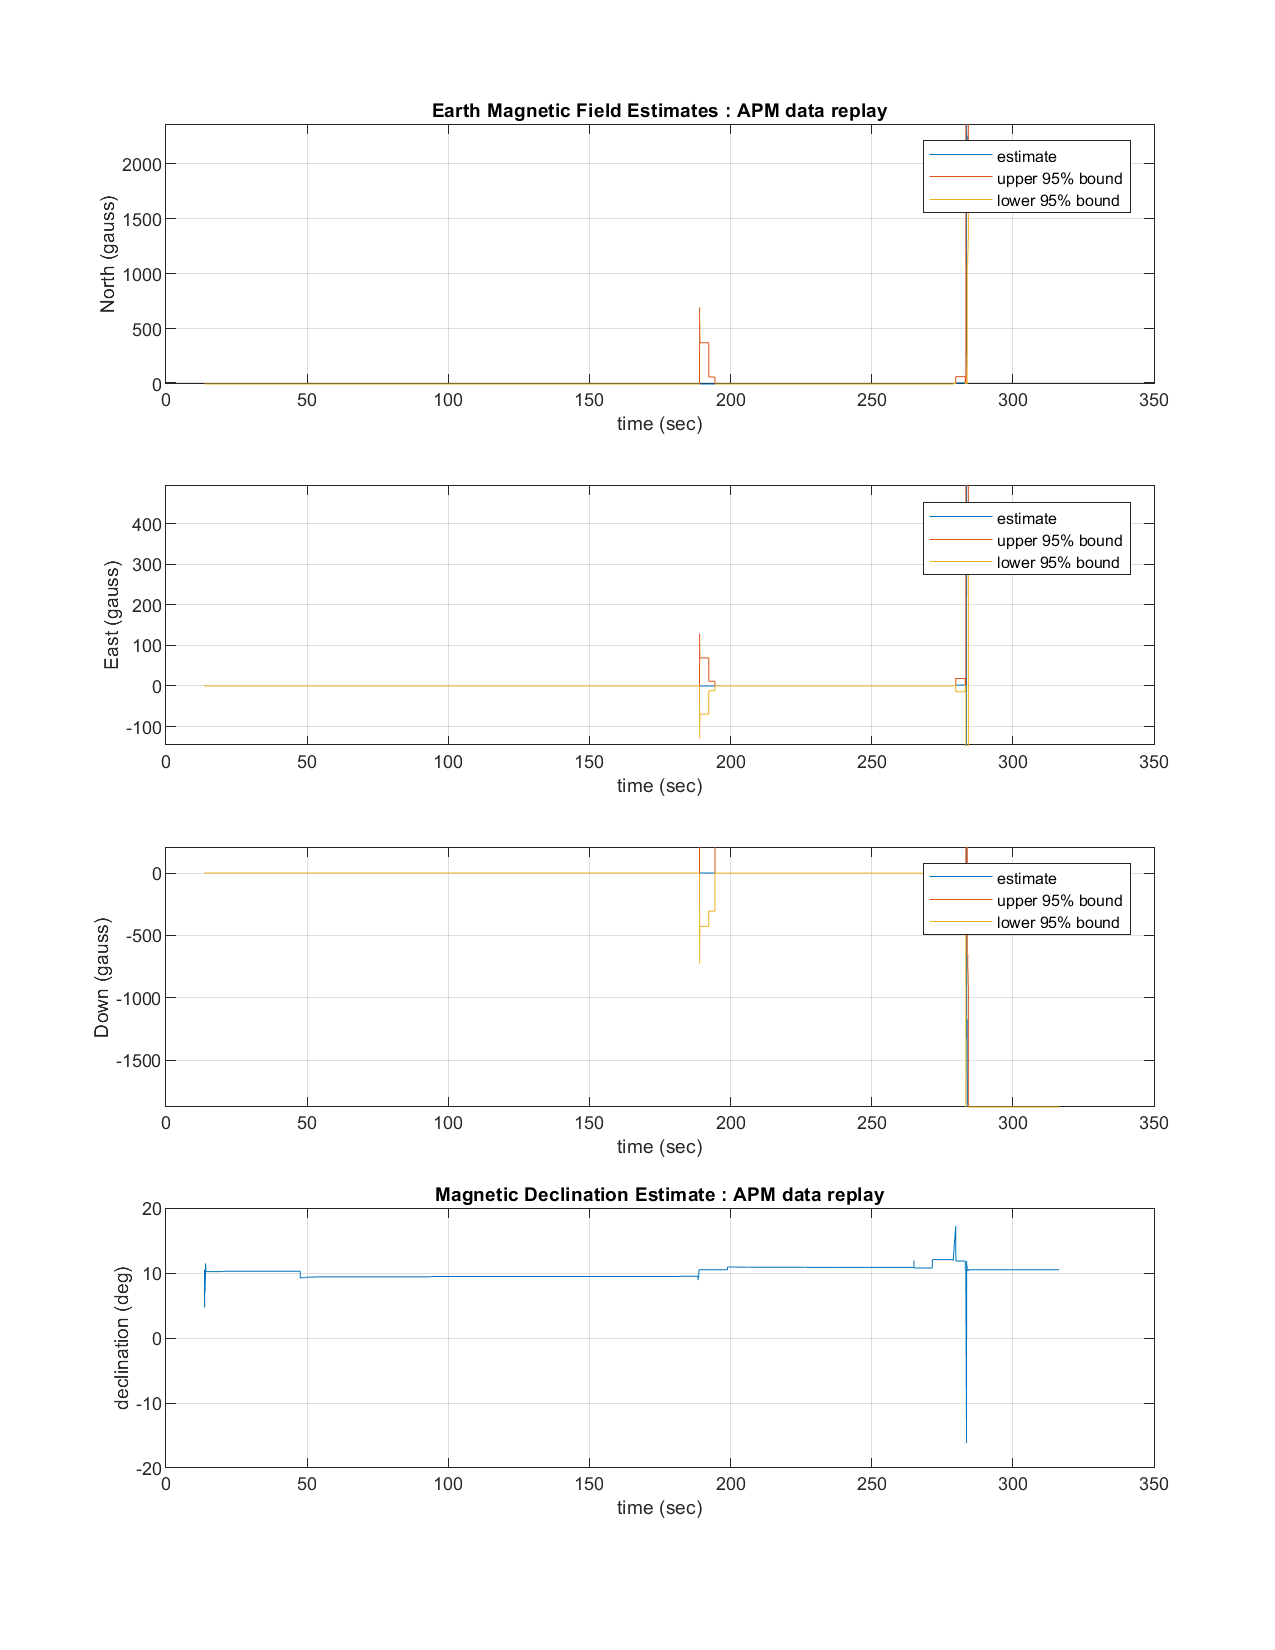 Earth Magnetic Field Estimates : APM data replay
2000
1500
1000
500
0
North (gauss)
estimate
upper 95% bound
lower 95% bound
0 50 100 150 200 250 300 350
time (sec)
400
300
200
100
0
-100
East (gauss)
estimate
upper 95% bound
lower 95% bound
0 50 100 150 200 250 300 350
time (sec)
0
-500
-1000
-1500
Down (gauss)
estimate
upper 95% bound
lower 95% bound
0 50 100 150 200 250 300 350
time (sec)
Magnetic Declination Estimate : APM data replay
20
10
0
-10
-20
declination (deg)
0 50 100 150 200 250 300 350
time (sec)